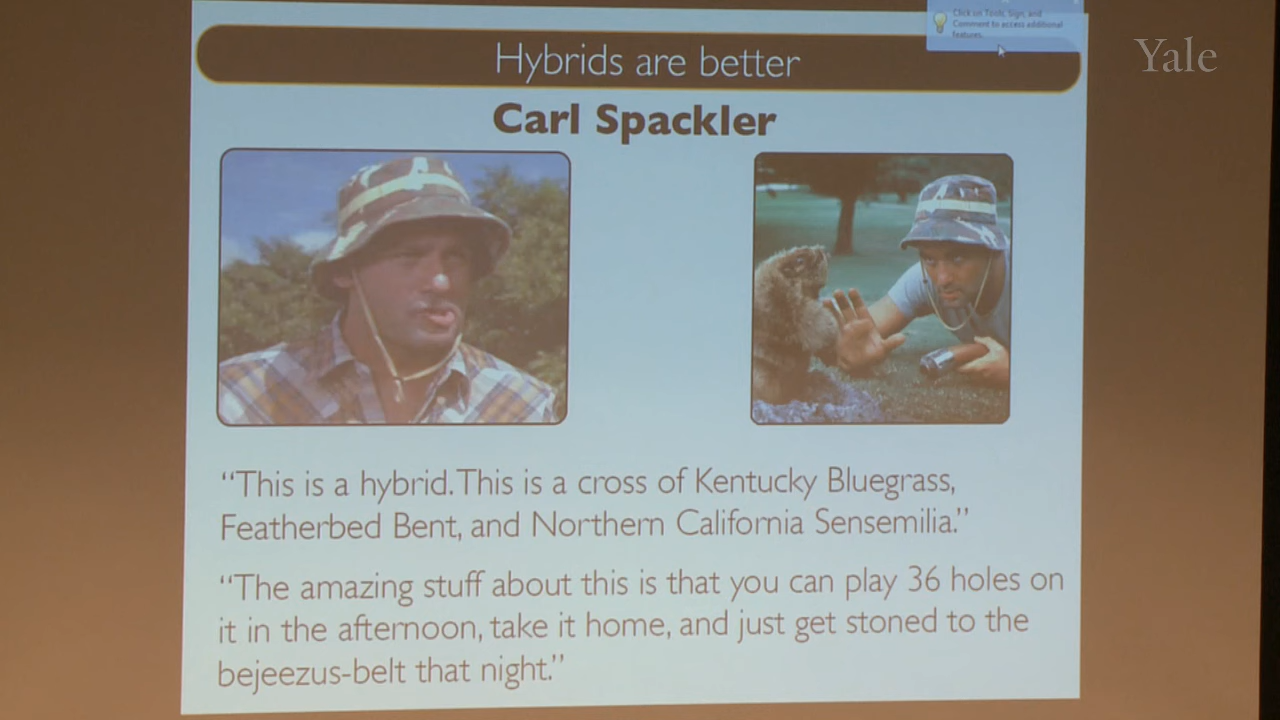 Click on Tools, Sign, and
Comment to access additional
features.
Yale
Hybrids are better
Carl Spackler
“This is a hybrid. This is a cross of Kentucky Bluegrass,
Featherbed Bent, and Northern California Sensemilia.”
“The amazing stuff about this is that you can play 36 holes on
it in the afternoon, take it home, and just get stoned to the
bejeezus-belt that night.”